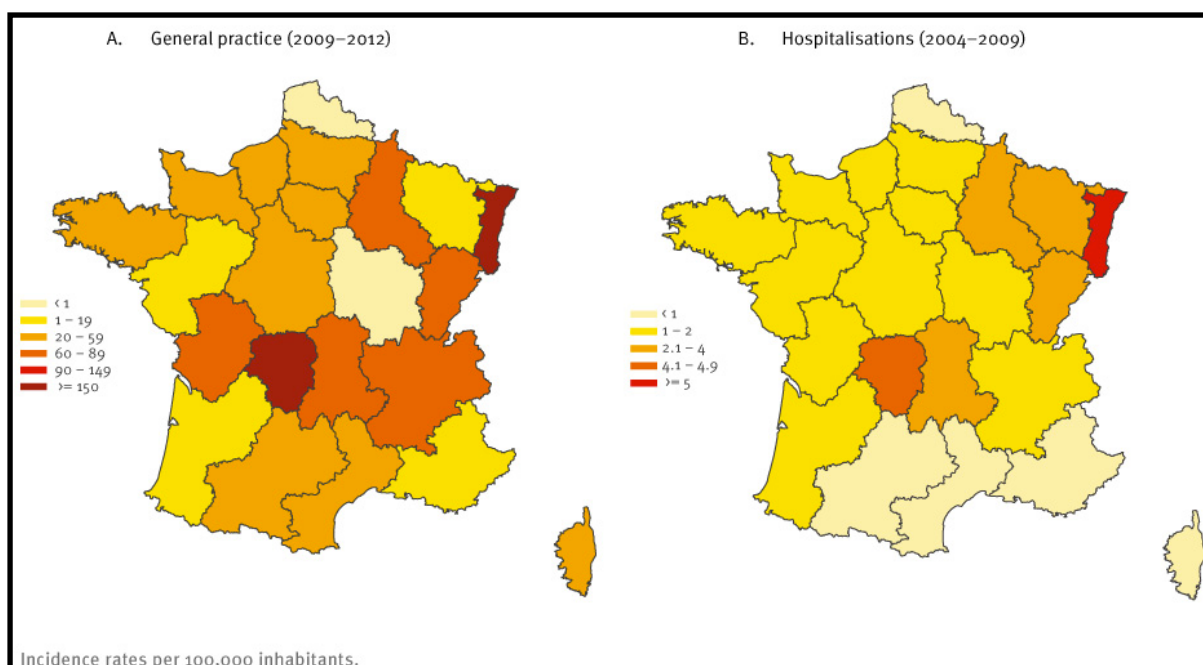 A. General practice (2009–2012)
B. Hospitalisations (2004–2009)
< 1
1 – 19
20 – 59
60 – 89
90 – 149
>= 150
< 1
1 – 2
2.1 – 4
4.1 – 4.9
>= 5
Incidence rates per 100,000 inhabitants.